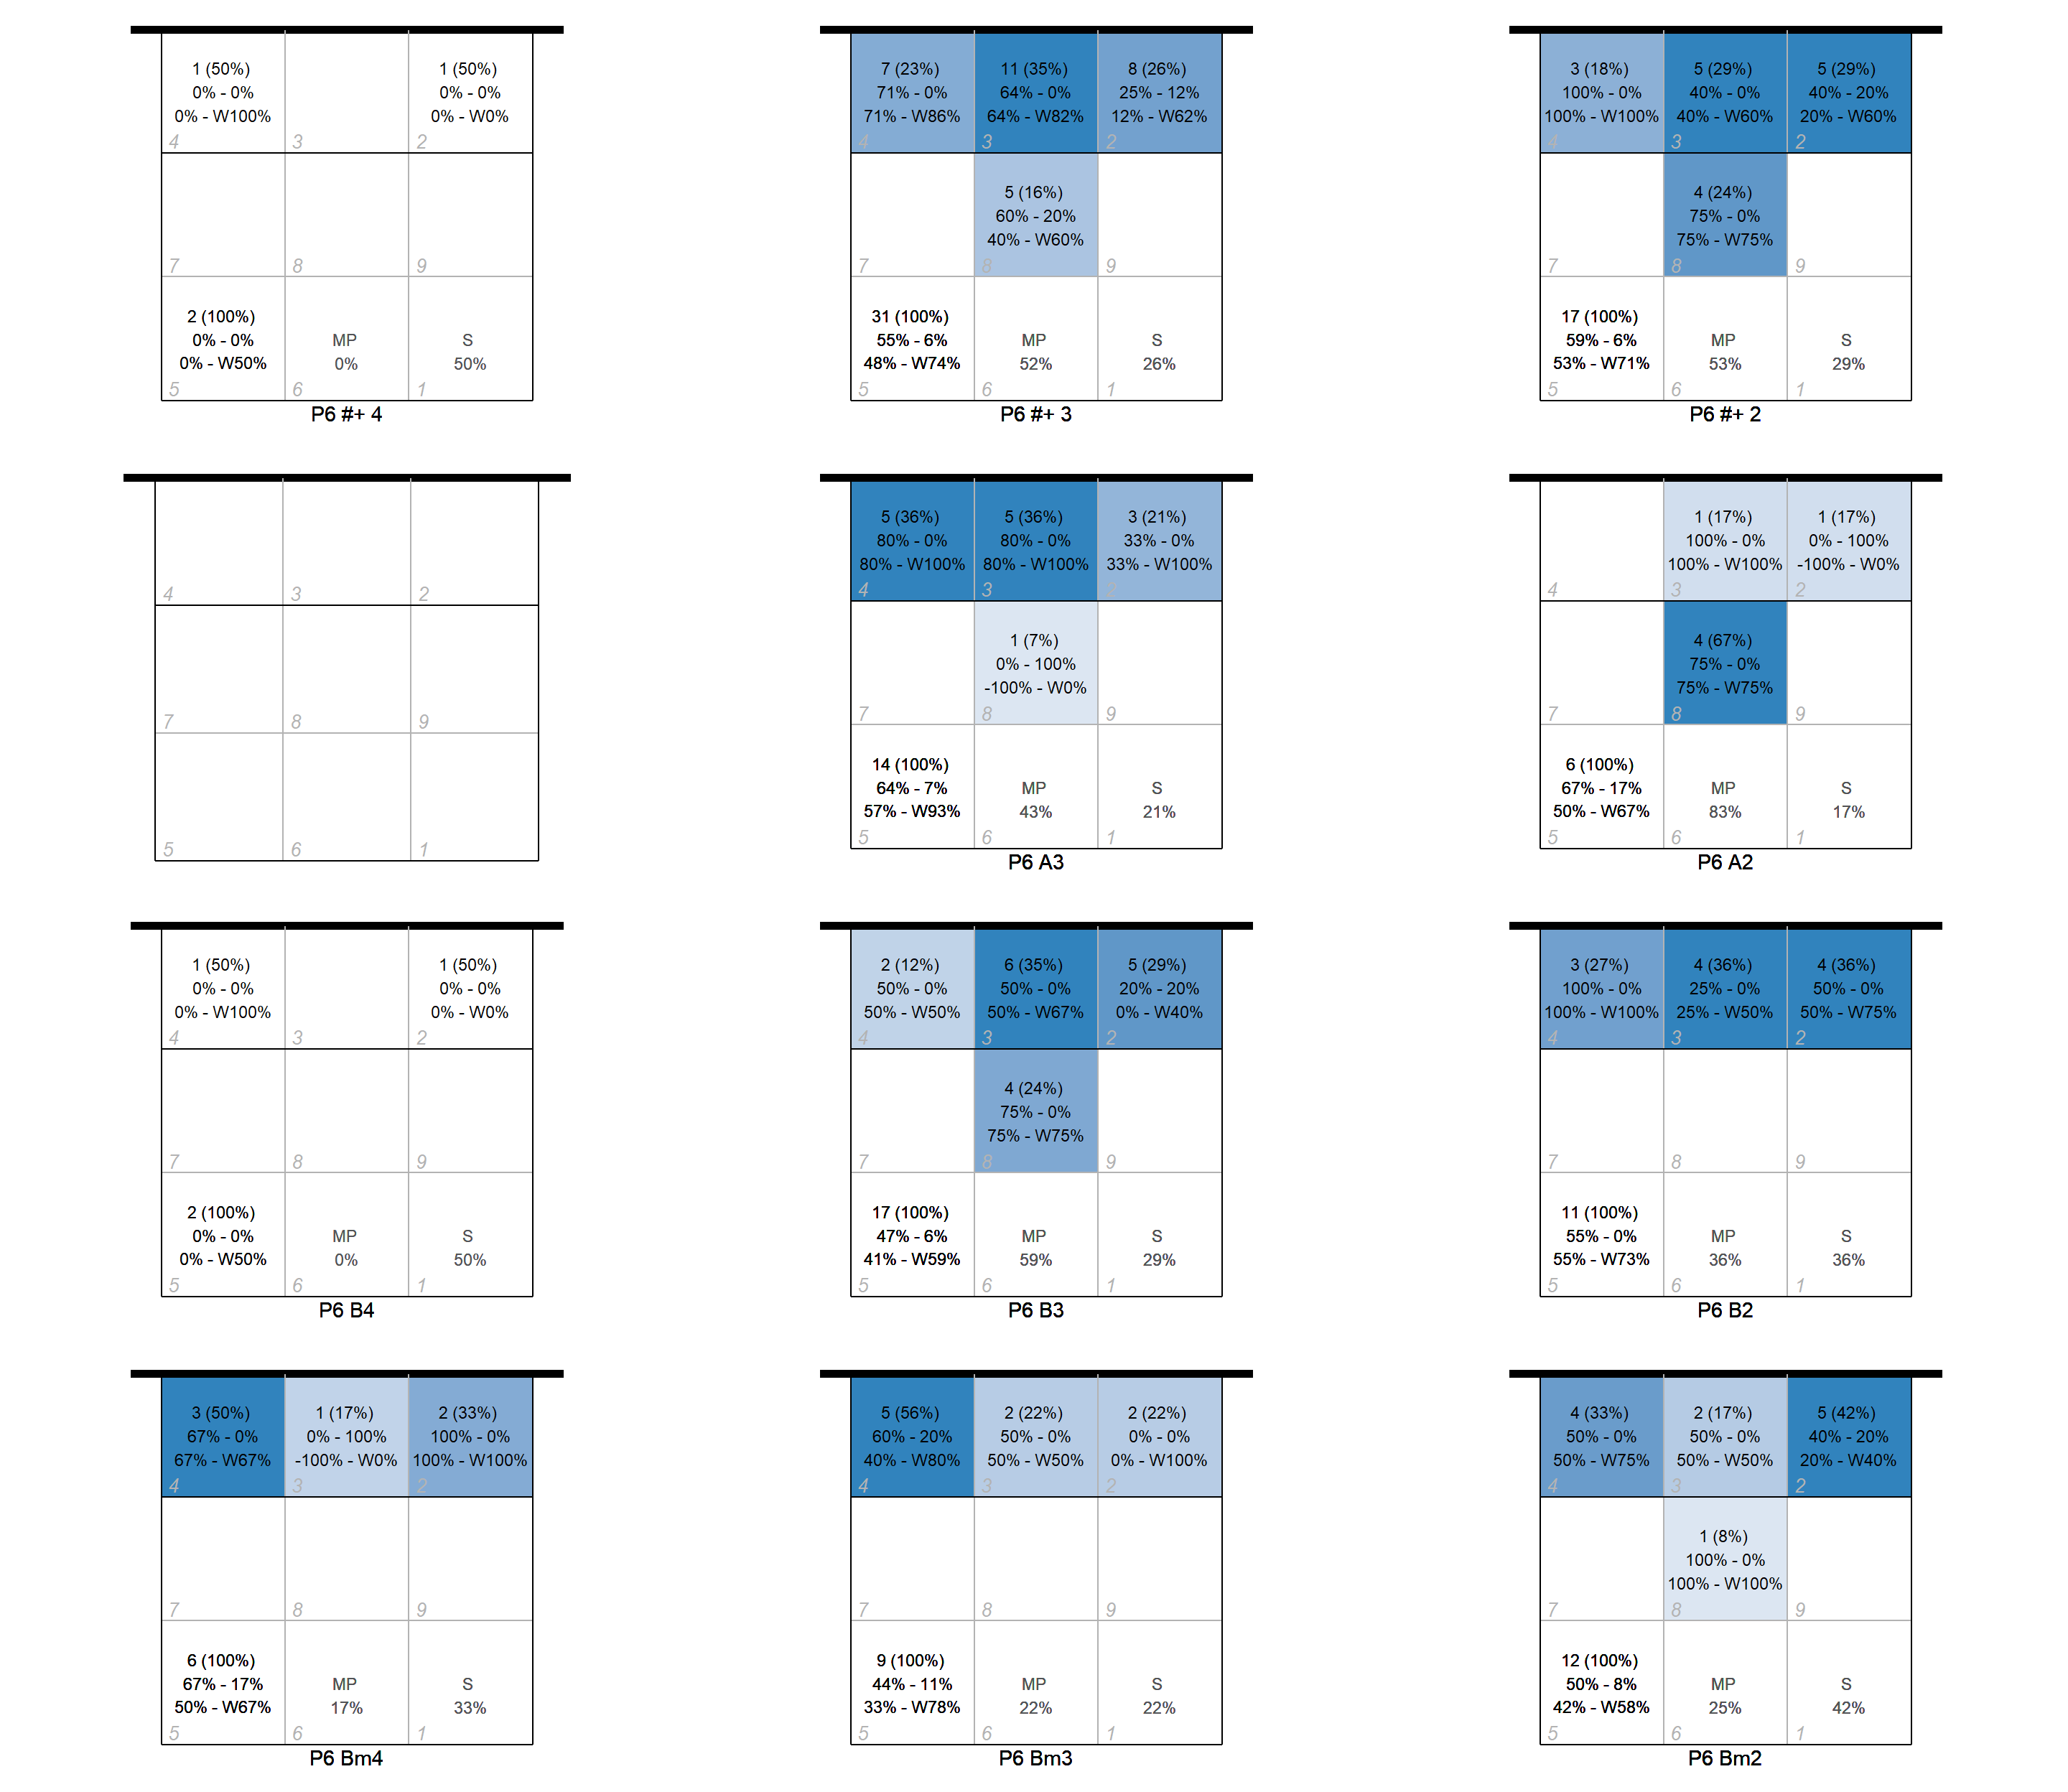 1 (50%)
0% - 0%
0% - W100%
4
3
1 (50%)
0% - 0%
0% - W0%
2
7
8
9
2 (100%)
0% - 0%
0% - W50%
5
MP
0%
6
S
50%
1
P6 #+ 4
7 (23%)
71% - 0%
71% - W86%
4
11 (35%)
64% - 0%
64% - W82%
3
8 (26%)
25% - 12%
12% - W62%
2
7
5 (16%)
60% - 20%
40% - W60%
8
9
31 (100%)
55% - 6%
48% - W74%
5
MP
52%
6
S
26%
1
P6 #+ 3
3 (18%)
100% - 0%
100% - W100%
4
5 (29%)
40% - 0%
40% - W60%
3
5 (29%)
40% - 20%
20% - W60%
2
7
4 (24%)
75% - 0%
75% - W75%
8
9
17 (100%)
59% - 6%
53% - W71%
5
MP
53%
6
S
29%
1
P6 #+ 2
4
3
2
7
8
9
5
6
1
5 (36%)
80% - 0%
80% - W100%
4
5 (36%)
80% - 0%
80% - W100%
3
3 (21%)
33% - 0%
33% - W100%
2
7
1 (7%)
0% - 100%
-100% - W0%
8
9
14 (100%)
64% - 7%
57% - W93%
5
MP
43%
6
S
21%
1
P6 A3
4
1 (17%)
100% - 0%
100% - W100%
3
1 (17%)
0% - 100%
-100% - W0%
2
7
4 (67%)
75% - 0%
75% - W75%
8
9
6 (100%)
67% - 17%
50% - W67%
5
MP
83%
6
S
17%
1
P6 A2
1 (50%)
0% - 0%
0% - W100%
4
3
1 (50%)
0% - 0%
0% - W0%
2
7
8
9
2 (100%)
0% - 0%
0% - W50%
5
MP
0%
6
S
50%
1
P6 B4
2 (12%)
50% - 0%
50% - W50%
4
6 (35%)
50% - 0%
50% - W67%
3
5 (29%)
20% - 20%
0% - W40%
2
7
4 (24%)
75% - 0%
75% - W75%
8
9
17 (100%)
47% - 6%
41% - W59%
5
MP
59%
6
S
29%
1
P6 B3
3 (27%)
100% - 0%
100% - W100%
4
4 (36%)
25% - 0%
25% - W50%
3
4 (36%)
50% - 0%
50% - W75%
2
7
8
9
11 (100%)
55% - 0%
55% - W73%
5
MP
36%
6
S
36%
1
P6 B2
3 (50%)
67% - 0%
67% - W67%
4
1 (17%)
0% - 100%
-100% - W0%
3
2 (33%)
100% - 0%
100% - W100%
2
7
8
9
6 (100%)
67% - 17%
50% - W67%
5
MP
17%
6
S
33%
1
P6 Bm4
5 (56%)
60% - 20%
40% - W80%
4
2 (22%)
50% - 0%
50% - W50%
3
2 (22%)
0% - 0%
0% - W100%
2
7
8
9
9 (100%)
44% - 11%
33% - W78%
5
MP
22%
6
S
22%
1
P6 Bm3
4 (33%)
50% - 0%
50% - W75%
4
2 (17%)
50% - 0%
50% - W50%
3
5 (42%)
40% - 20%
20% - W40%
2
7
1 (8%)
100% - 0%
100% - W100%
8
9
12 (100%)
50% - 8%
42% - W58%
5
MP
25%
6
S
42%
1
P6 Bm2